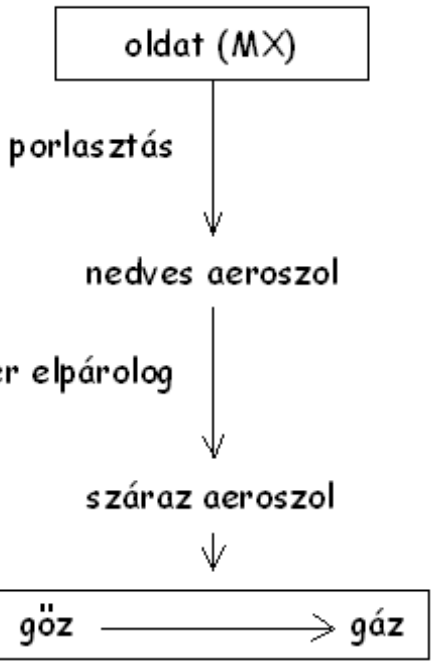 oldat (MX)
porlasztás
nedves aeroszol
er elpárolog
száraz aeroszol
göz gáz